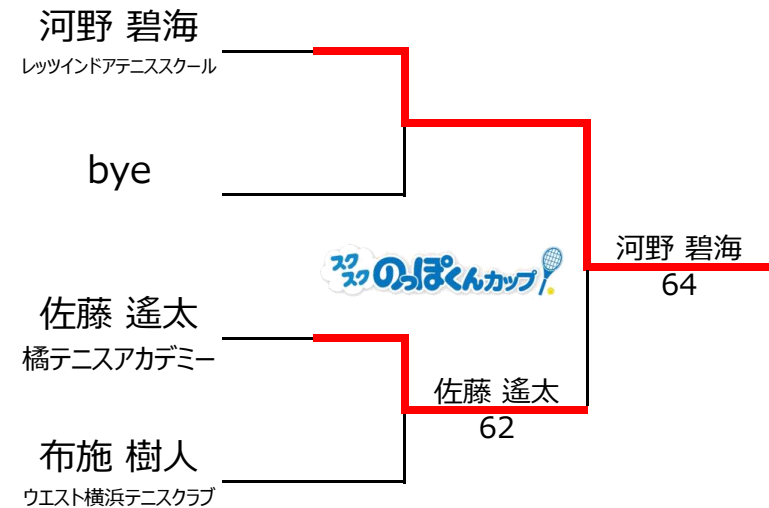 河野 碧海
レッツインドアテニススクール
bye
河野 碧海
64
スクスクのっぽくんカップ
佐藤 遙太
橘テニスアカデミー
佐藤 遙太
62
布施 樹人
ウエスト横浜テニスクラブ